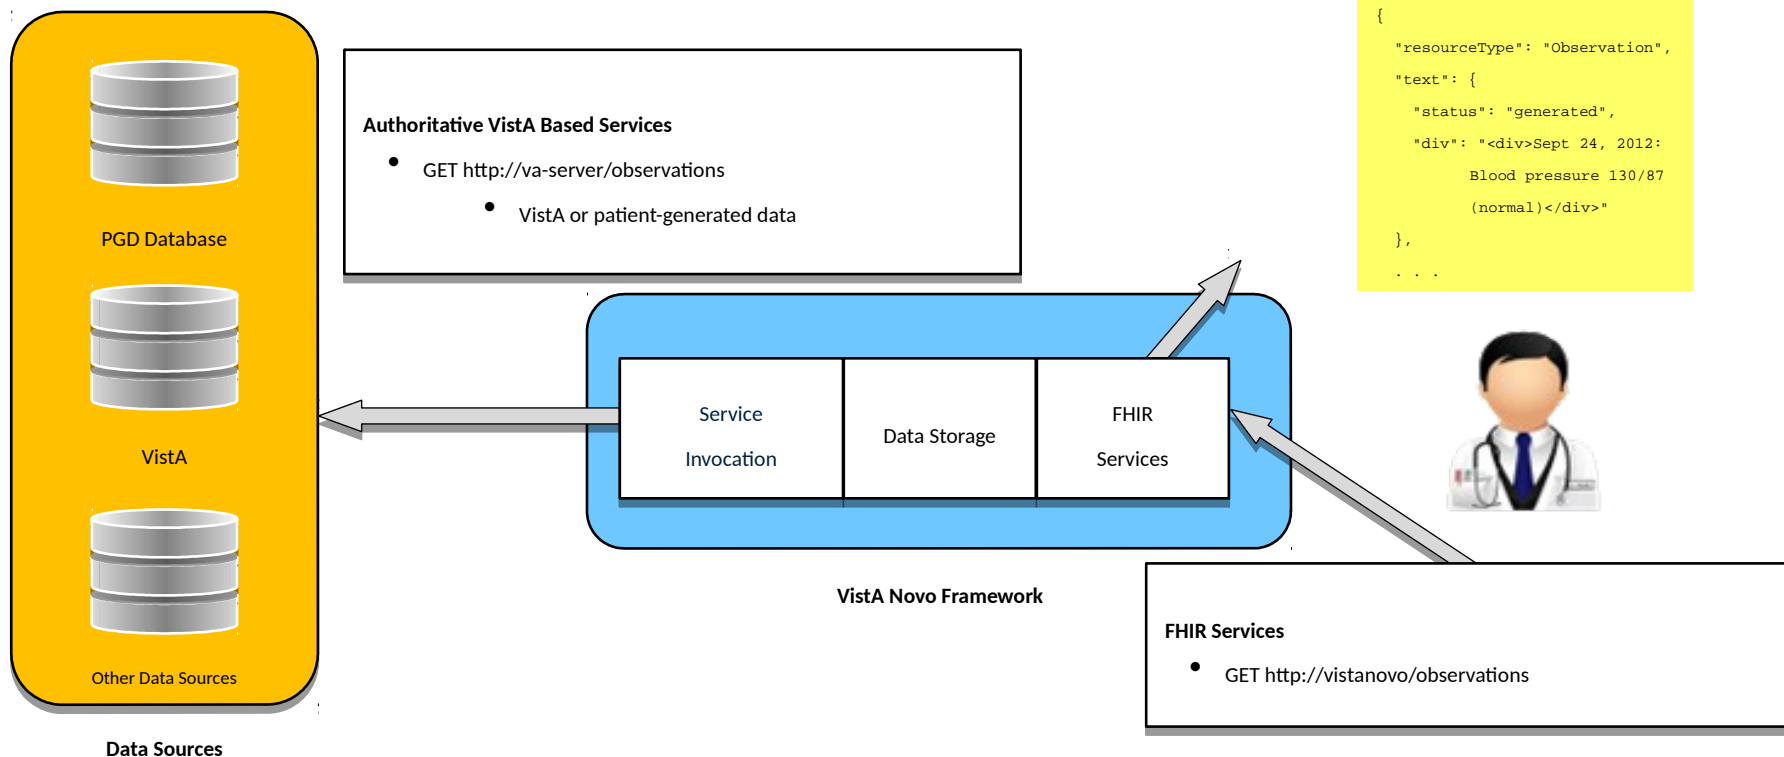 PGD Database
VistA
Other Data Sources
Data Sources
Authoritative VistA Based Services
• GET http://va-server/observations
• VistA or patient-generated data
Service
Invocation
Data Storage
FHIR
Services
VistA Novo Framework
{
"resourceType": "Observation",
"text": {
"status": "generated",
"div": "<div>Sept 24, 2012:
Blood pressure 130/87
(normal)</div>"
},
. . .
FHIR Services
• GET http://vistanovo/observations